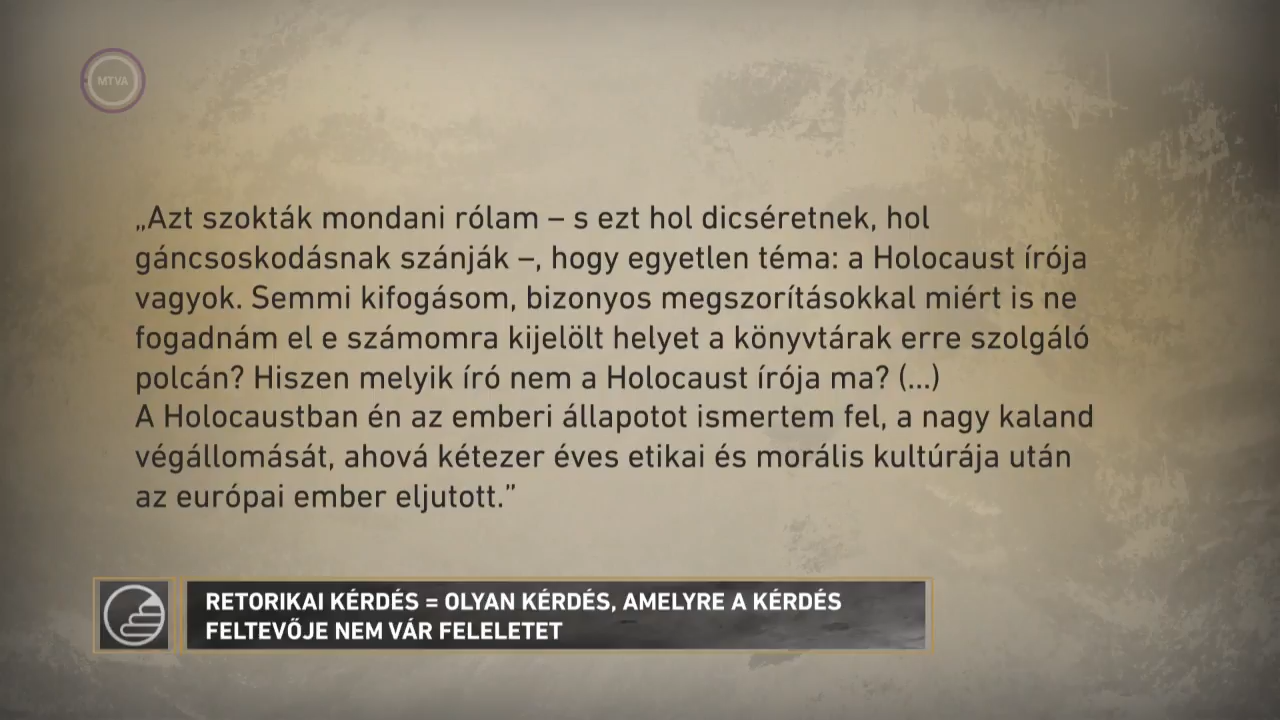 MTVA
„Azt szokták mondani rólam – s ezt hol dicséretnek, hol
gáncsoskodásnak szánják –, hogy egyetlen téma: a Holocaust írója
vagyok. Semmi kifogásom, bizonyos megszorításokkal miért is ne
fogadnám el e számomra kijelölt helyet a könyvtárak erre szolgáló
polcán? Hiszen melyik író nem a Holocaust írója ma? (...)
A Holocaustban én az emberi állapotot ismertem fel, a nagy kaland
végállomását, ahová kétezer éves etikai és morális kultúrája után
az európai ember eljutott.”
RETORIKAI KÉRDÉS = OLYAN KÉRDÉS, AMELYRE A KÉRDÉS
FELTEVŐJE NEM VÁR FELELETET